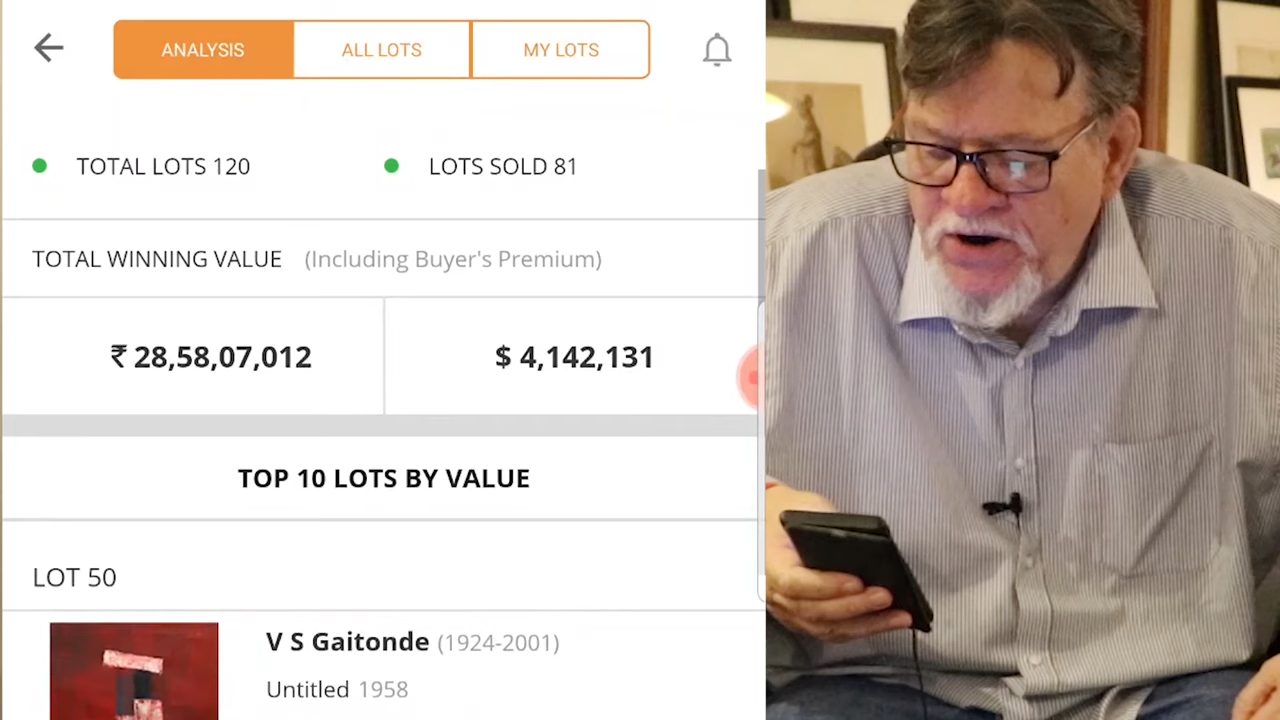 ANALYSIS ALL LOTS MY LOTS
TOTAL LOTS 120 LOTS SOLD 81
TOTAL WINNING VALUE (Including Buyer's Premium)
₹ 28,58,07,012 $ 4,142,131
TOP 10 LOTS BY VALUE
LOT 50
V S Gaitonde (1924-2001)
Untitled 1958